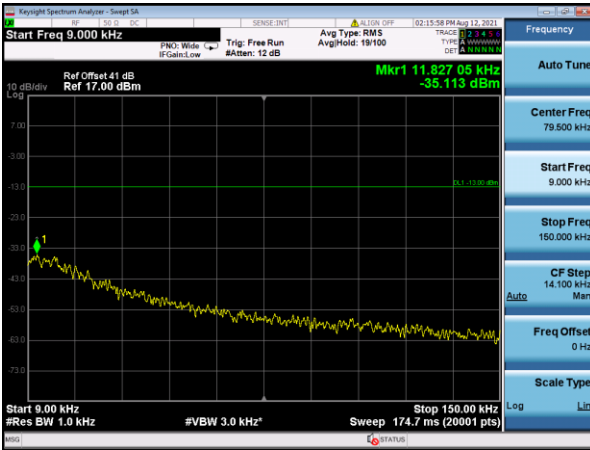 Keysight Spectrum Analyzer - Swept SA
RF 50 Ω DC SENSE:INT ALIGN OFF 02:15:58 PM Aug 12, 2021
Start Freq 9.000 kHz
PNO: Wide
IFGain:Low
Trig: Free Run
#Atten: 12 dB
Avg Type: RMS
Avg|Hold: 19/100
TRACE 1 2 3 4 5 6
TYPE A WWWWW
DET A NNNNN
Frequency
Auto Tune
Center Freq
79.500 kHz
Start Freq
9.000 kHz
Stop Freq
150.000 kHz
CF Step
14.100 kHz
Auto Man
Freq Offset
0 Hz
Scale Type
Log Lin
Ref Offset 41 dB
10 dB/div Ref 17.00 dBm
Log
Mkr1 11.827 05 kHz
-35.113 dBm
7.00
-3.00
-13.0
DL1 -13.00 dBm
-23.0
1
-33.0
-43.0
-53.0
-63.0
-73.0
Start 9.00 kHz Stop 150.00 kHz
#Res BW 1.0 kHz #VBW 3.0 kHz* Sweep 174.7 ms (20001 pts)
MSG STATUS